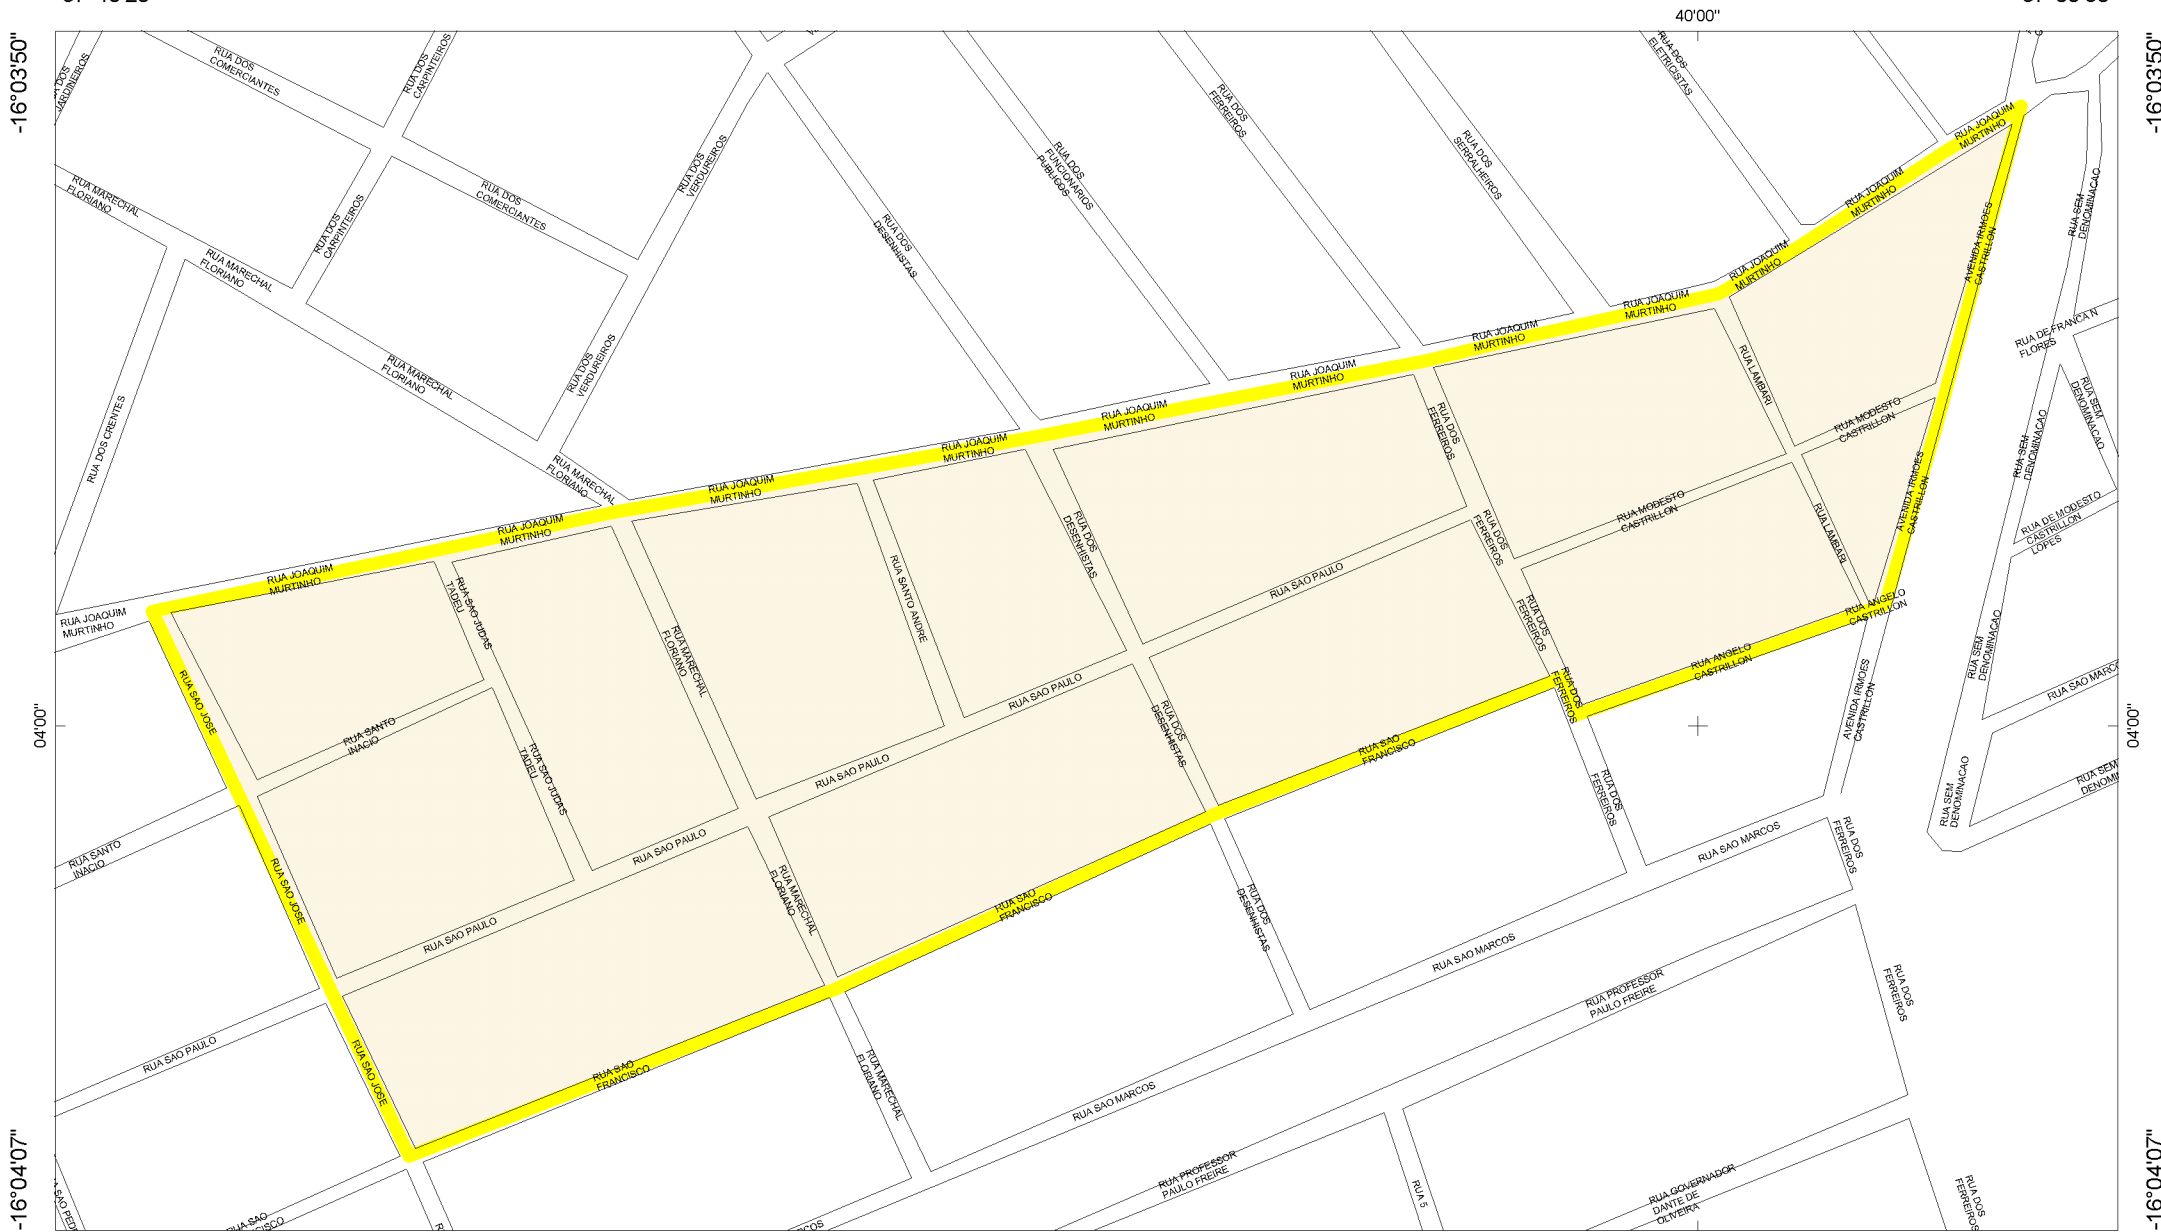 40'00"
-16°03'50"
-16°03'50"
RUA DOS
COMERCIANTES
RUA DOS
CARPINTEIROS
JARDINEIROS
RUA DOS
ELETRICISTAS
RUA DOS
FERREIROS
RUA DOS
SERRALHEIROS
RUA DOS
FUNCIONARIOS
PUBLICOS
RUA DOS
VERDUREIROS
RUA JOAQUIM
MURTINHO
RUA MARECHAL
FLORIANO
RUA DOS
COMERCIANTES
RUA DOS
CARPINTEIROS
RUA DOS
DESENHISTAS
RUA JOAQUIM
MURTINHO
RUA SEM
DENOMINACAO
AVENIDA IRMOES
CASTRILLON
RUA MARECHAL
FLORIANO
RUA JOAQUIM
MURTINHO
RUA JOAQUIM
MURTINHO
RUA JOAQUIM
MURTINHO
RUA DE FRANCA N
FLORES
RUA DOS
VERDUREIROS
RUA MARECHAL
FLORIANO
RUA JOAQUIM
MURTINHO
RUA LAMBARI
RUA SEM
DENOMINACAO
RUA JOAQUIM
MURTINHO
RUA DOS
FERREIROS
RUA MODESTO
CASTRILLON
RUA DOS CRENTES
RUA JOAQUIM
MURTINHO
RUA SEM
DENOMINACAO
RUA MARECHAL
FLORIANO
RUA JOAQUIM
MURTINHO
AVENIDA IRMOES
CASTRILLON
RUA MODESTO
CASTRILLON
RUA JOAQUIM
MURTINHO
RUA DOS
DESENHISTAS
RUA DOS
FERREIROS
RUA LAMBARI
RUA DE MODESTO
CASTRILLON
LOPES
RUA JOAQUIM
MURTINHO
RUA SAO JUDAS
TADEU
RUA SANTO ANDRE
RUA SAO PAULO
RUA JOAQUIM
MURTINHO
RUA MARECHAL
FLORIANO
RUA DOS
FERREIROS
RUA ANGELO
CASTRILLON
RUA SEM
DENOMINACAO
RUA ANGELO
CASTRILLON
RUA SAO JOSE
RUA SAO PAULO
RUA DOS
FERREIROS
AVENIDA IRMOES
CASTRILLON
RUA SAO MARC
04'00"
04'00"
RUA SANTO
INACIO
RUA DOS
DESENHISTAS
RUA SAO
FRANCISCO
RUA SAO JUDAS
TADEU
RUA SAO PAULO
RUA DOS
FERREIROS
RUA SEM
DENOMINACAO
RUA SEM
DENOMI
RUA SANTO
INACIO
RUA SAO PAULO
RUA SAO MARCOS
RUA DOS
FERREIROS
RUA SAO JOSE
RUA MARECHAL
FLORIANO
RUA SAO
FRANCISCO
RUA DOS
DESENHISTAS
RUA SAO PAULO
RUA SAO MARCOS
RUA PROFESSOR
PAULO FREIRE
RUA DOS
FERREIROS
RUA SAO PAULO
RUA SAO JOSE
RUA SAO
FRANCISCO
RUA MARECHAL
FLORIANO
RUA SAO MARCOS
-16°04'07"
-16°04'07"
RUA PROFESSOR
PAULO FREIRE
RUA 5
RUA GOVERNADOR
DANTE DE
OLIVEIRA
RUA DOS
FERREIROS
RUA SAO